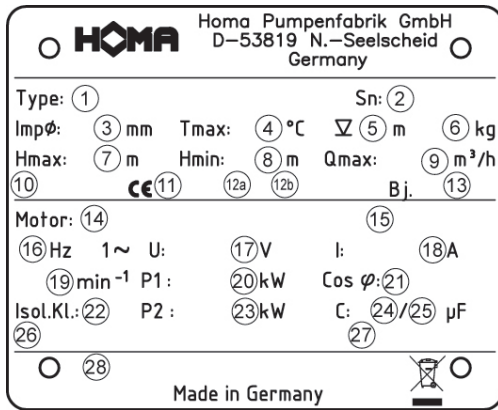 HOMA Homa Pumpenfabrik GmbH
D-53819 N.-Seelscheid
Germany
Type: 1 Sn: 2
Impø: 3 mm Tmax: 4 °C 5 m 6 kg
Hmax: 7 m Hmin: 8 m Qmax: 9 m³/h
10 CE 11 12a 12b Bj. 13
Motor: 14 15
16 Hz 1~ U: 17 V I: 18 A
19 min⁻¹ P1: 20 kW Cos φ: 21
Isol.Kl.: 22 P2: 23 kW C: 24/25 µF
26 27
28
Made in Germany